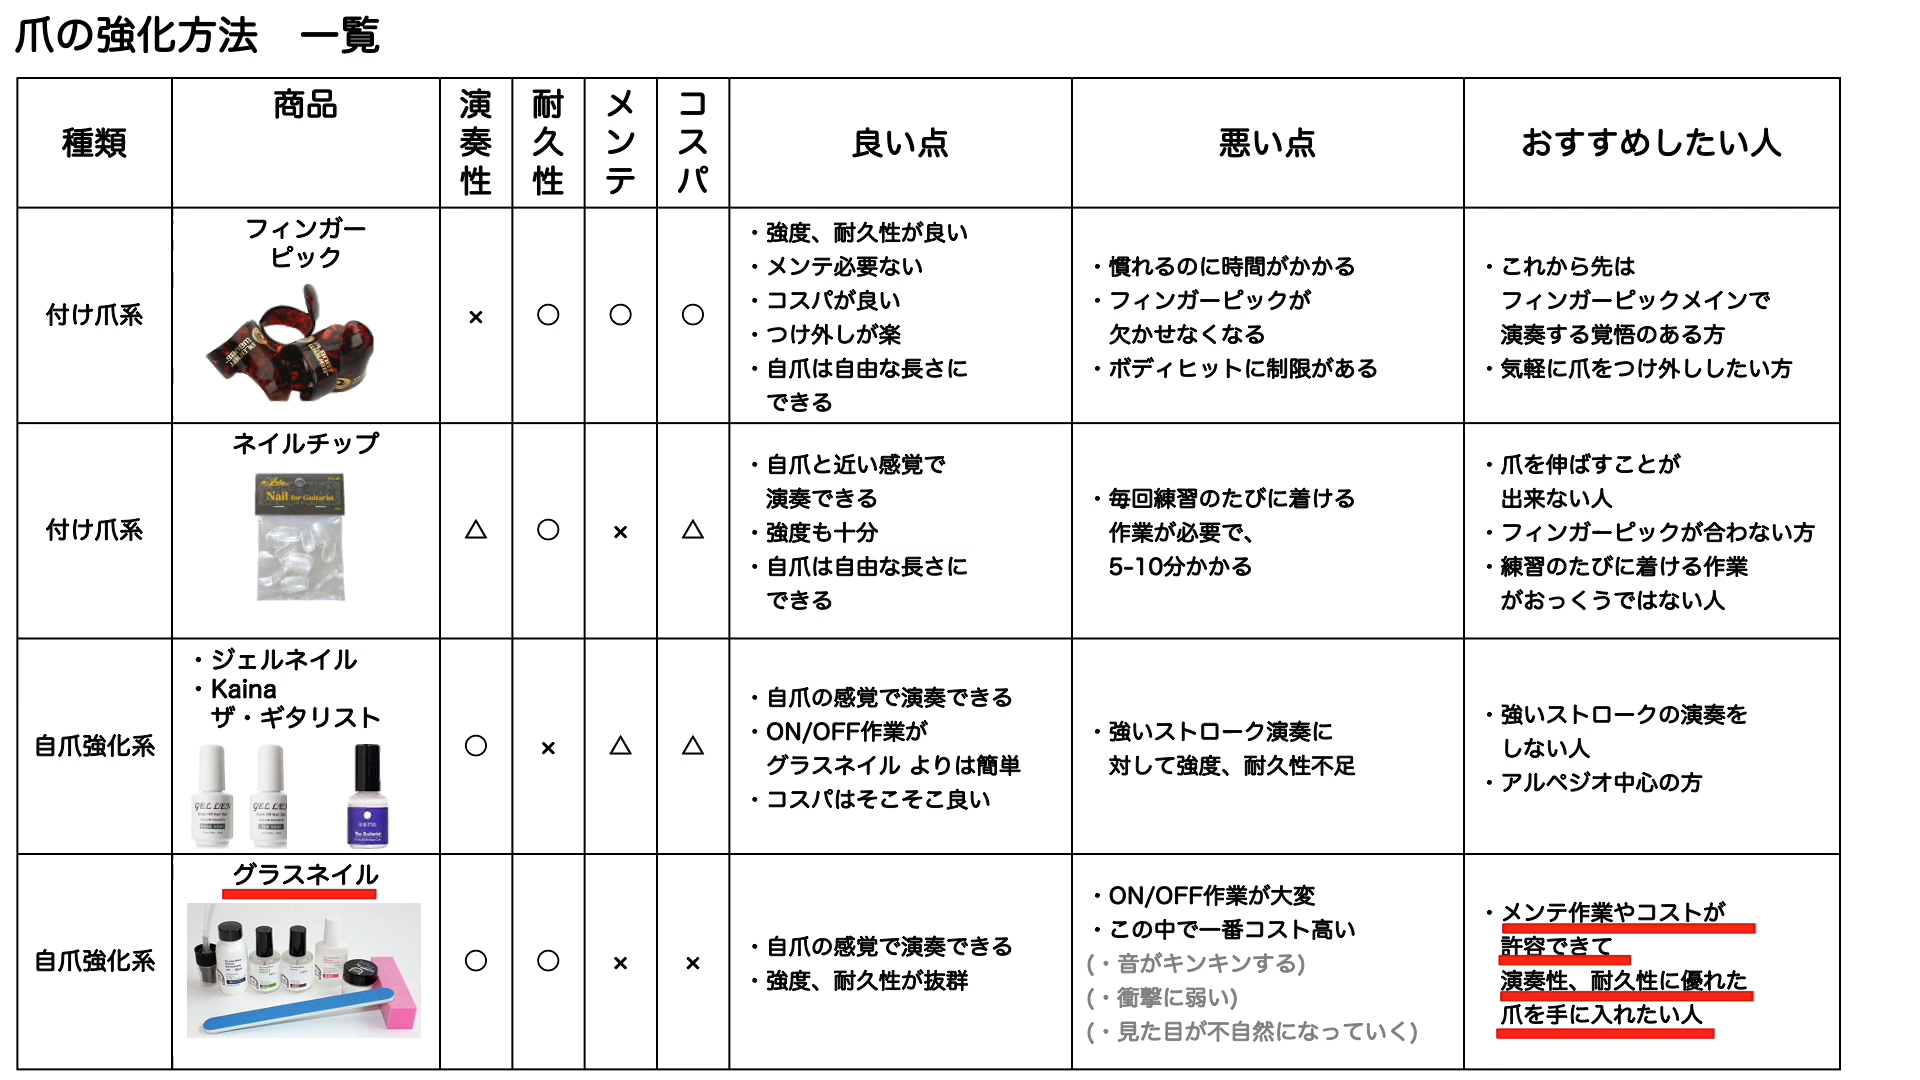 爪の強化方法　一覧
種類
商品
演奏性
耐久性
メンテ
コスパ
良い点
悪い点
おすすめしたい人
付け爪系
フィンガー
ピック
×
〇
〇
〇
・強度、耐久性が良い
・メンテ必要ない
・コスパが良い
・つけ外しが楽
・自爪は自由な長さに
できる
・慣れるのに時間がかかる
・フィンガーピックが
欠かせなくなる
・ボディヒットに制限がある
・これから先は
フィンガーピックメインで
演奏する覚悟のある方
・気軽に爪をつけ外ししたい方
付け爪系
ネイルチップ
Nail for Guitarist
△
〇
×
△
・自爪と近い感覚で
演奏できる
・強度も十分
・自爪は自由な長さに
できる
・毎回練習のたびに着ける
作業が必要で、
5-10分かかる
・爪を伸ばすことが
出来ない人
・フィンガーピックが合わない方
・練習のたびに着ける作業
がおっくうではない人
自爪強化系
・ジェルネイル
・Kaina
ザ・ギタリスト
GEL LEN
GEL LEN
kaina
The Guitarist
〇
×
△
△
・自爪の感覚で演奏できる
・ON/OFF作業が
グラスネイル よりは簡単
・コスパはそこそこ良い
・強いストローク演奏に
対して強度、耐久性不足
・強いストロークの演奏を
しない人
・アルペジオ中心の方
自爪強化系
グラスネイル
〇
〇
×
×
・自爪の感覚で演奏できる
・強度、耐久性が抜群
・ON/OFF作業が大変
・この中で一番コスト高い
(・音がキンキンする)
(・衝撃に弱い)
(・見た目が不自然になっていく)
・メンテ作業やコストが
許容できて
演奏性、耐久性に優れた
爪を手に入れたい人